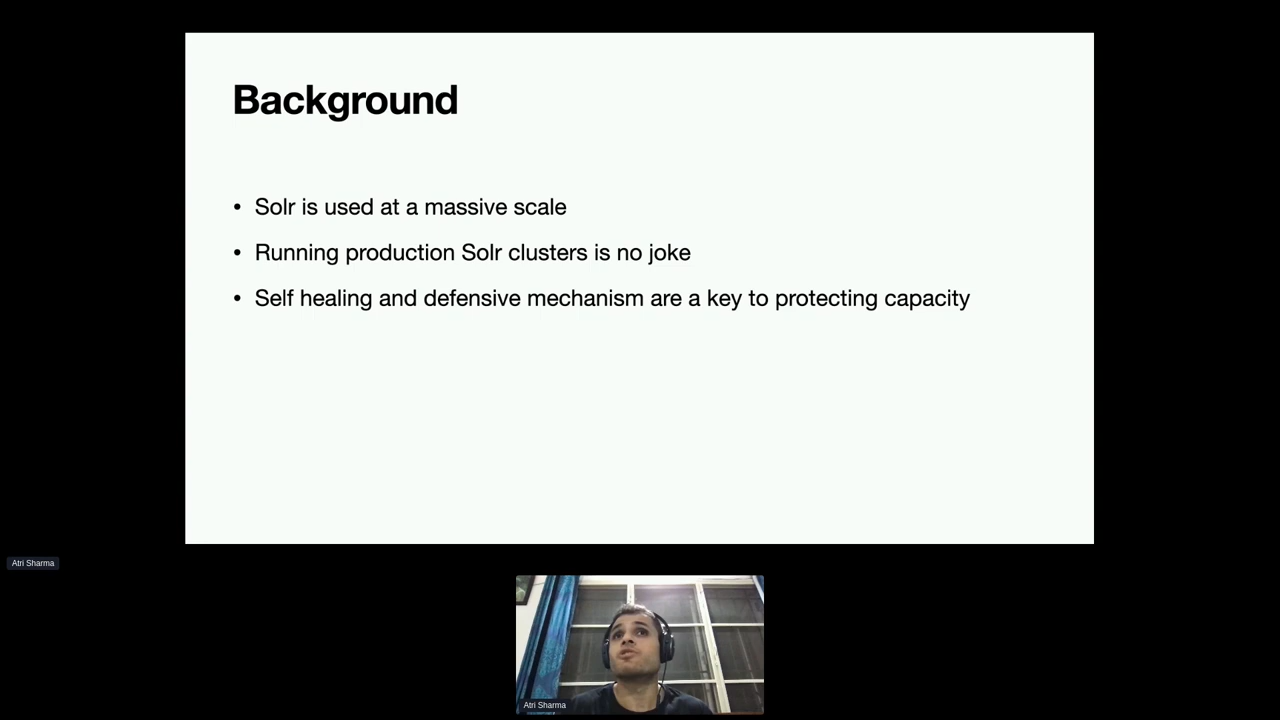 Background
• Solr is used at a massive scale
• Running production Solr clusters is no joke
• Self healing and defensive mechanism are a key to protecting capacity
Atri Sharma
Atri Sharma